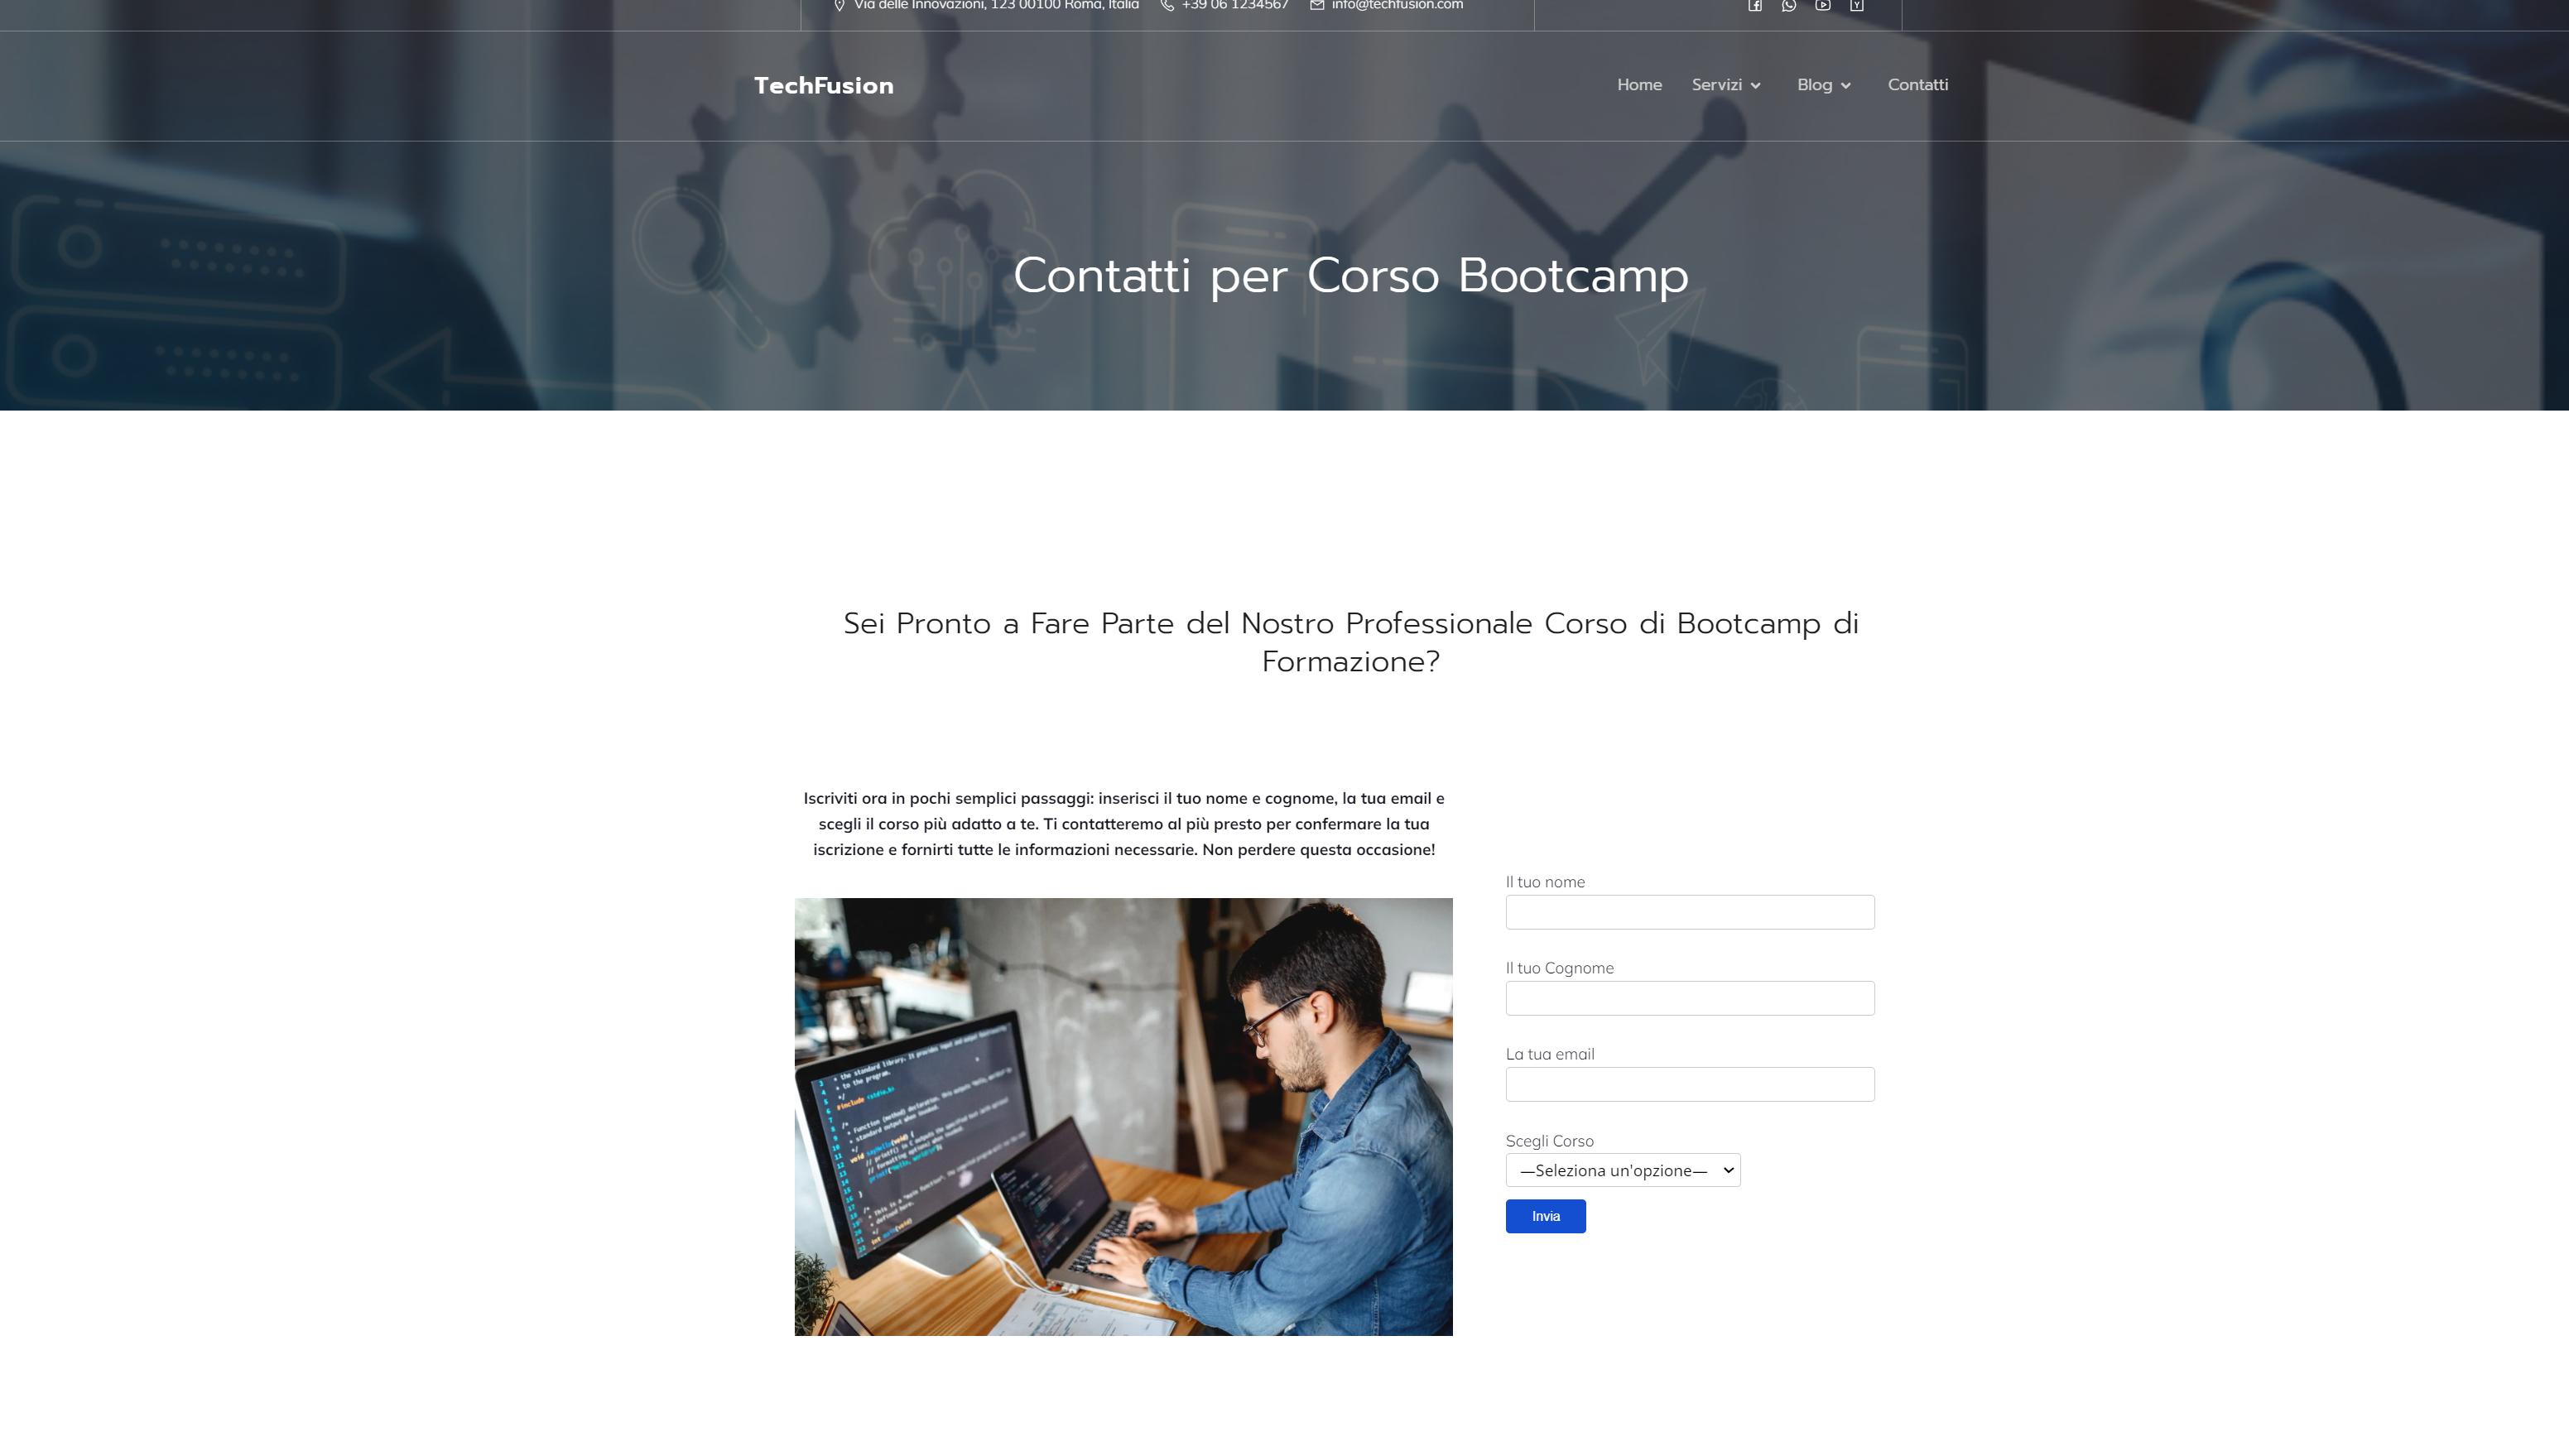 Via delle Innovazioni, 123 00100 Roma, Italia +39 06 1234567 info@techfusion.com
TechFusion Home Servizi Blog Contatti
Contatti per Corso Bootcamp
Sei Pronto a Fare Parte del Nostro Professionale Corso di Bootcamp di
Formazione?
Iscriviti ora in pochi semplici passaggi: inserisci il tuo nome e cognome, la tua email e
scegli il corso più adatto a te. Ti contatteremo al più presto per confermare la tua
iscrizione e fornirti tutte le informazioni necessarie. Non perdere questa occasione!
Il tuo nome
Il tuo Cognome
La tua email
Scegli Corso
—Seleziona un'opzione—
Invia
#include <stdio.h>